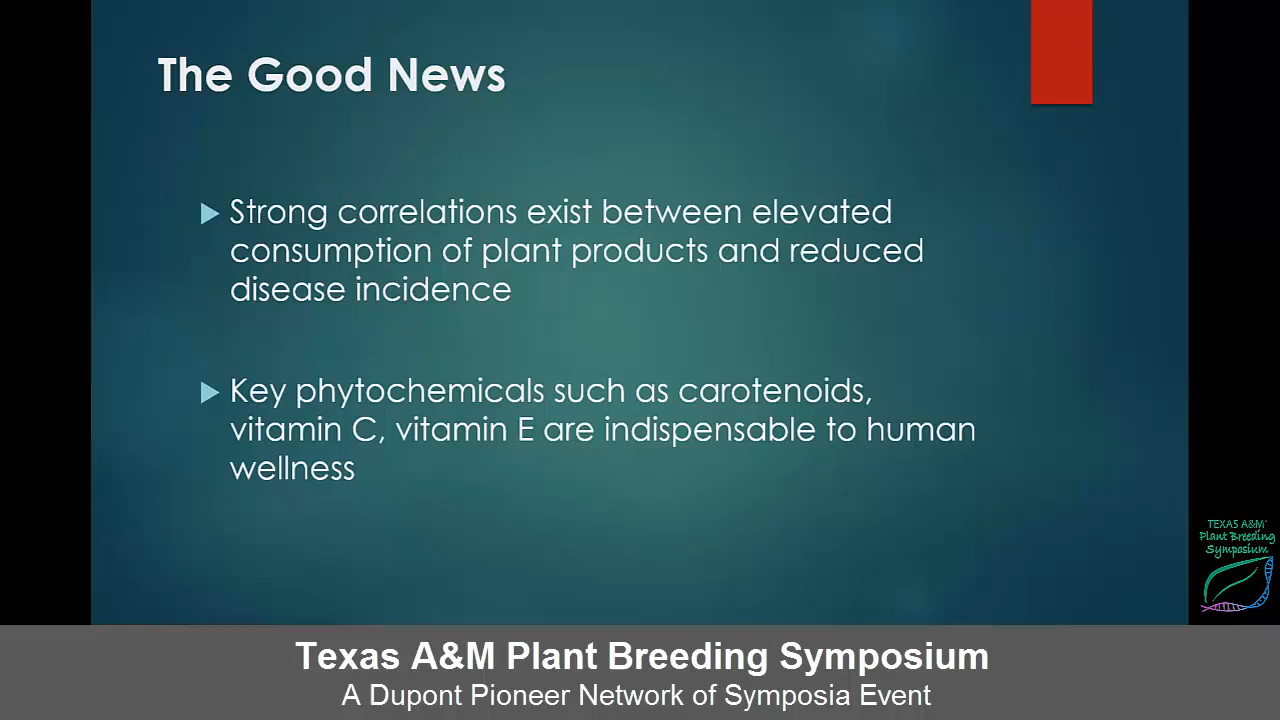 The Good News
Strong correlations exist between elevated
consumption of plant products and reduced
disease incidence
Key phytochemicals such as carotenoids,
vitamin C, vitamin E are indispensable to human
wellness
TEXAS A&M
Plant Breeding
Symposium
Texas A&M Plant Breeding Symposium
A Dupont Pioneer Network of Symposia Event